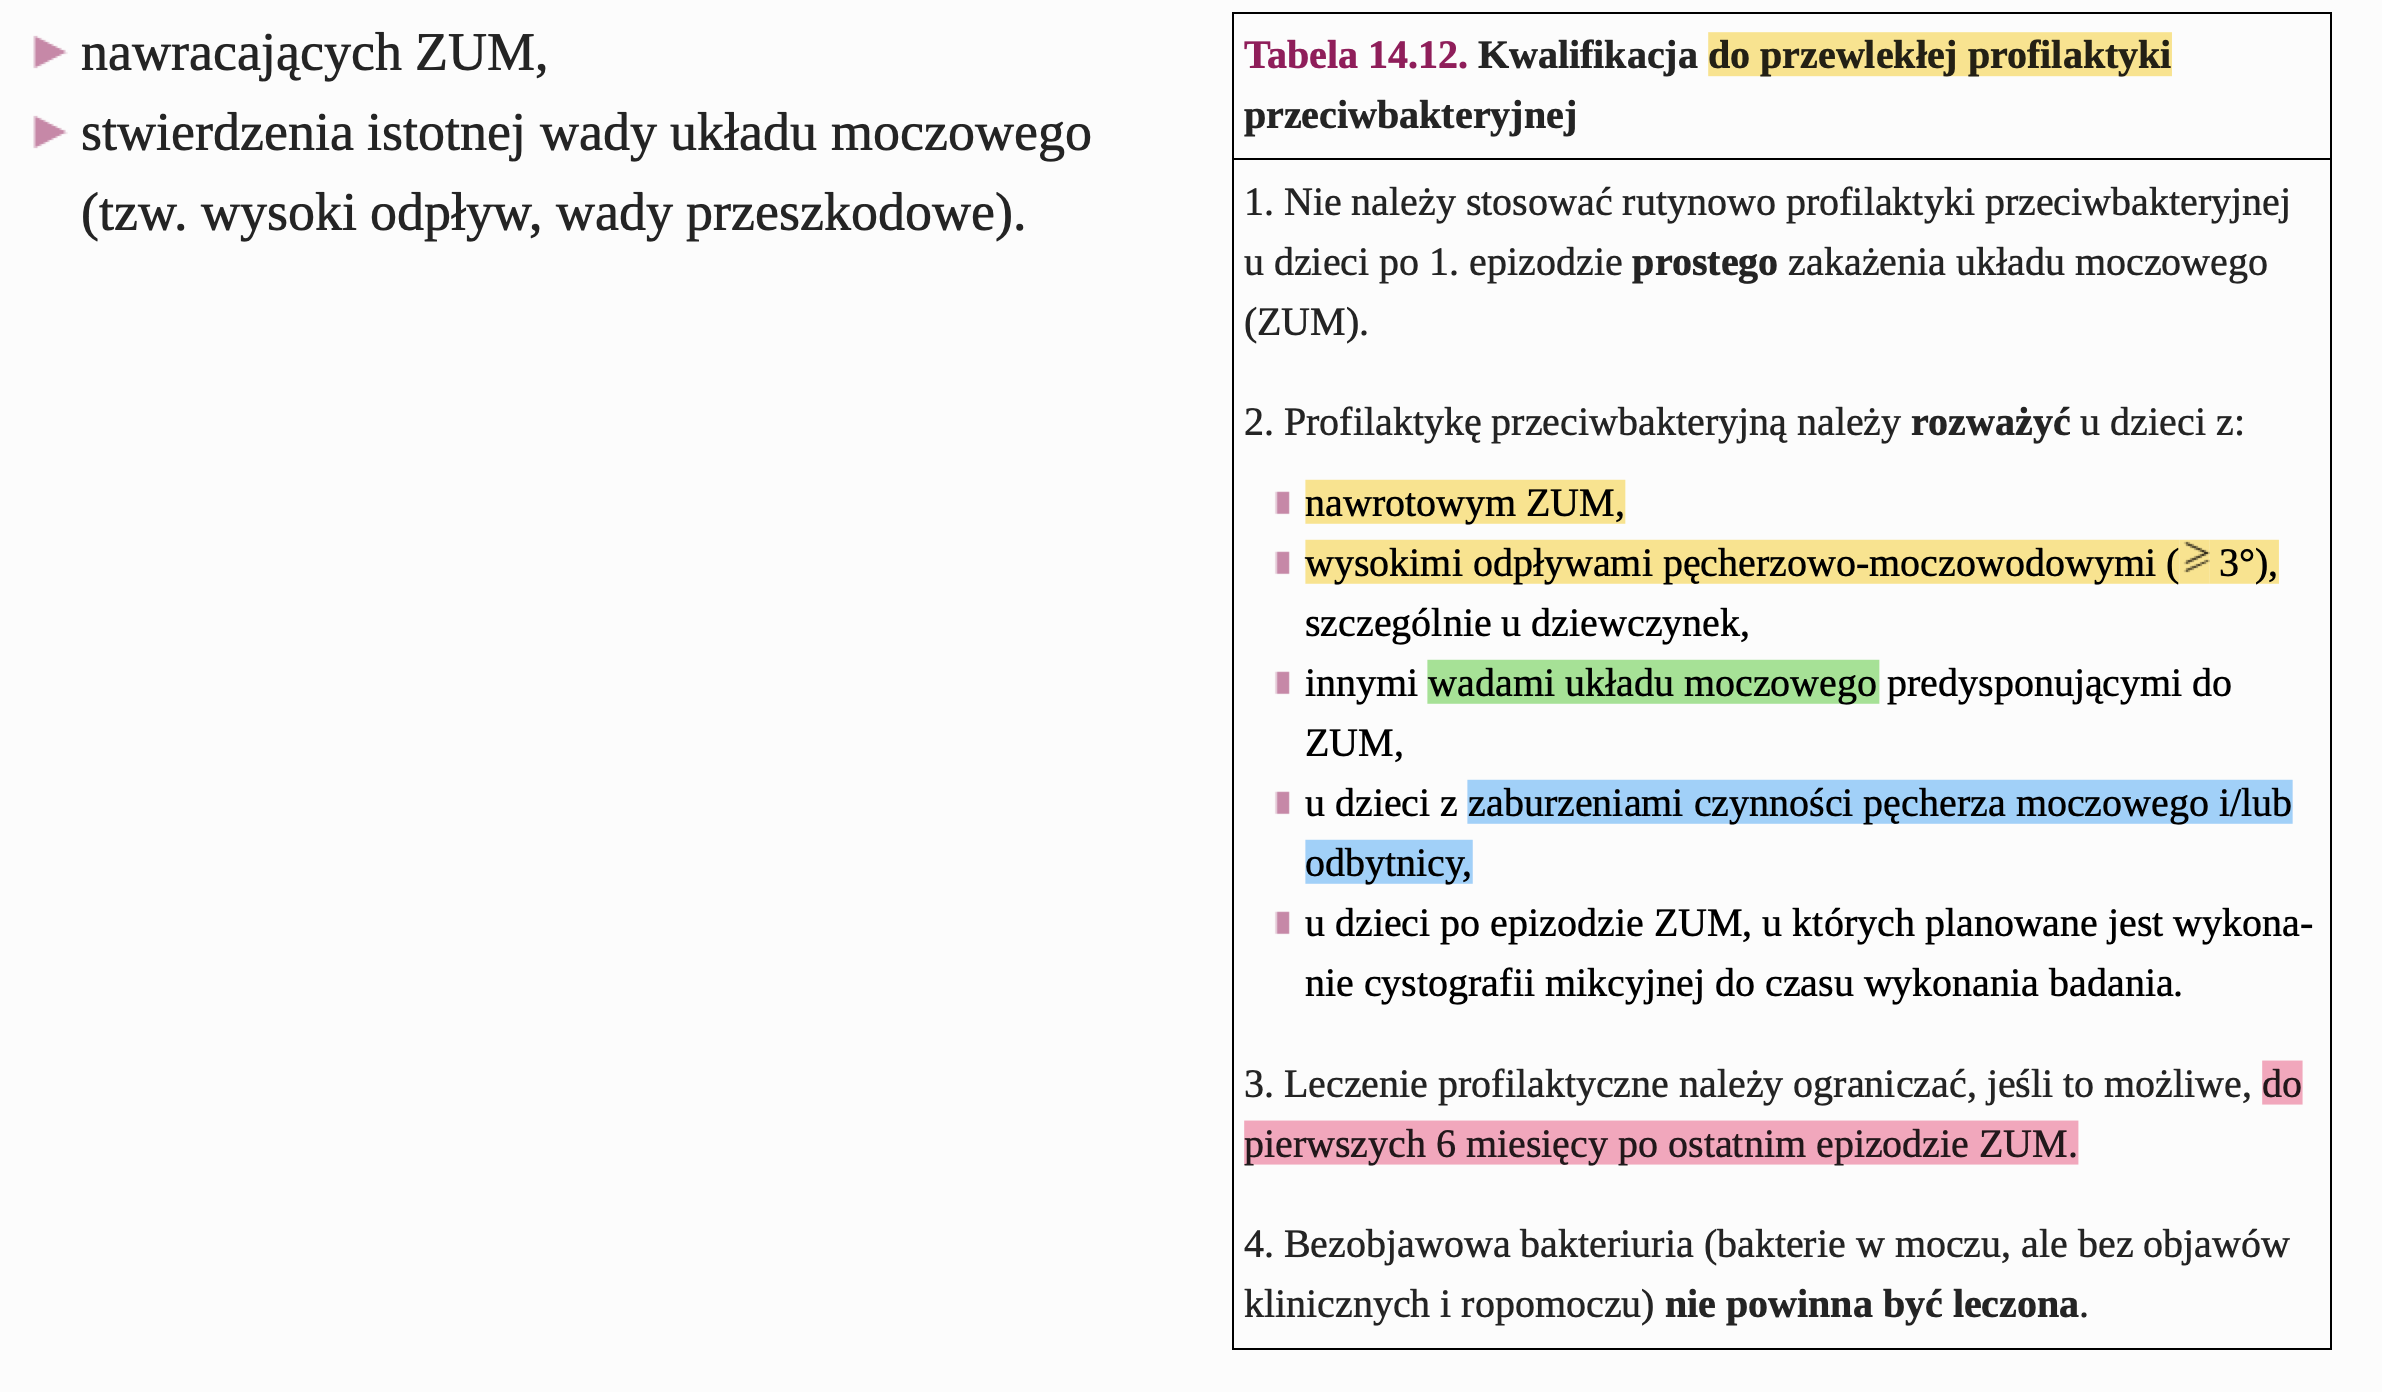 ► nawracających ZUM,
► stwierdzenia istotnej wady układu moczowego
(tzw. wysoki odpływ, wady przeszkodowe).
Tabela 14.12. Kwalifikacja do przewlekłej profilaktyki
przeciwbakteryjnej
1. Nie należy stosować rutynowo profilaktyki przeciwbakteryjnej
u dzieci po 1. epizodzie prostego zakażenia układu moczowego
(ZUM).
2. Profilaktykę przeciwbakteryjną należy rozważyć u dzieci z:
nawrotowym ZUM,
wysokimi odpływami pęcherzowo-moczowodowymi (⩾ 3°),
szczególnie u dziewczynek,
innymi wadami układu moczowego predysponującymi do
ZUM,
u dzieci z zaburzeniami czynności pęcherza moczowego i/lub
odbytnicy,
u dzieci po epizodzie ZUM, u których planowane jest wykona-
nie cystografii mikcyjnej do czasu wykonania badania.
3. Leczenie profilaktyczne należy ograniczać, jeśli to możliwe, do
pierwszych 6 miesięcy po ostatnim epizodzie ZUM.
4. Bezobjawowa bakteriuria (bakterie w moczu, ale bez objawów
klinicznych i ropomoczu) nie powinna być leczona.